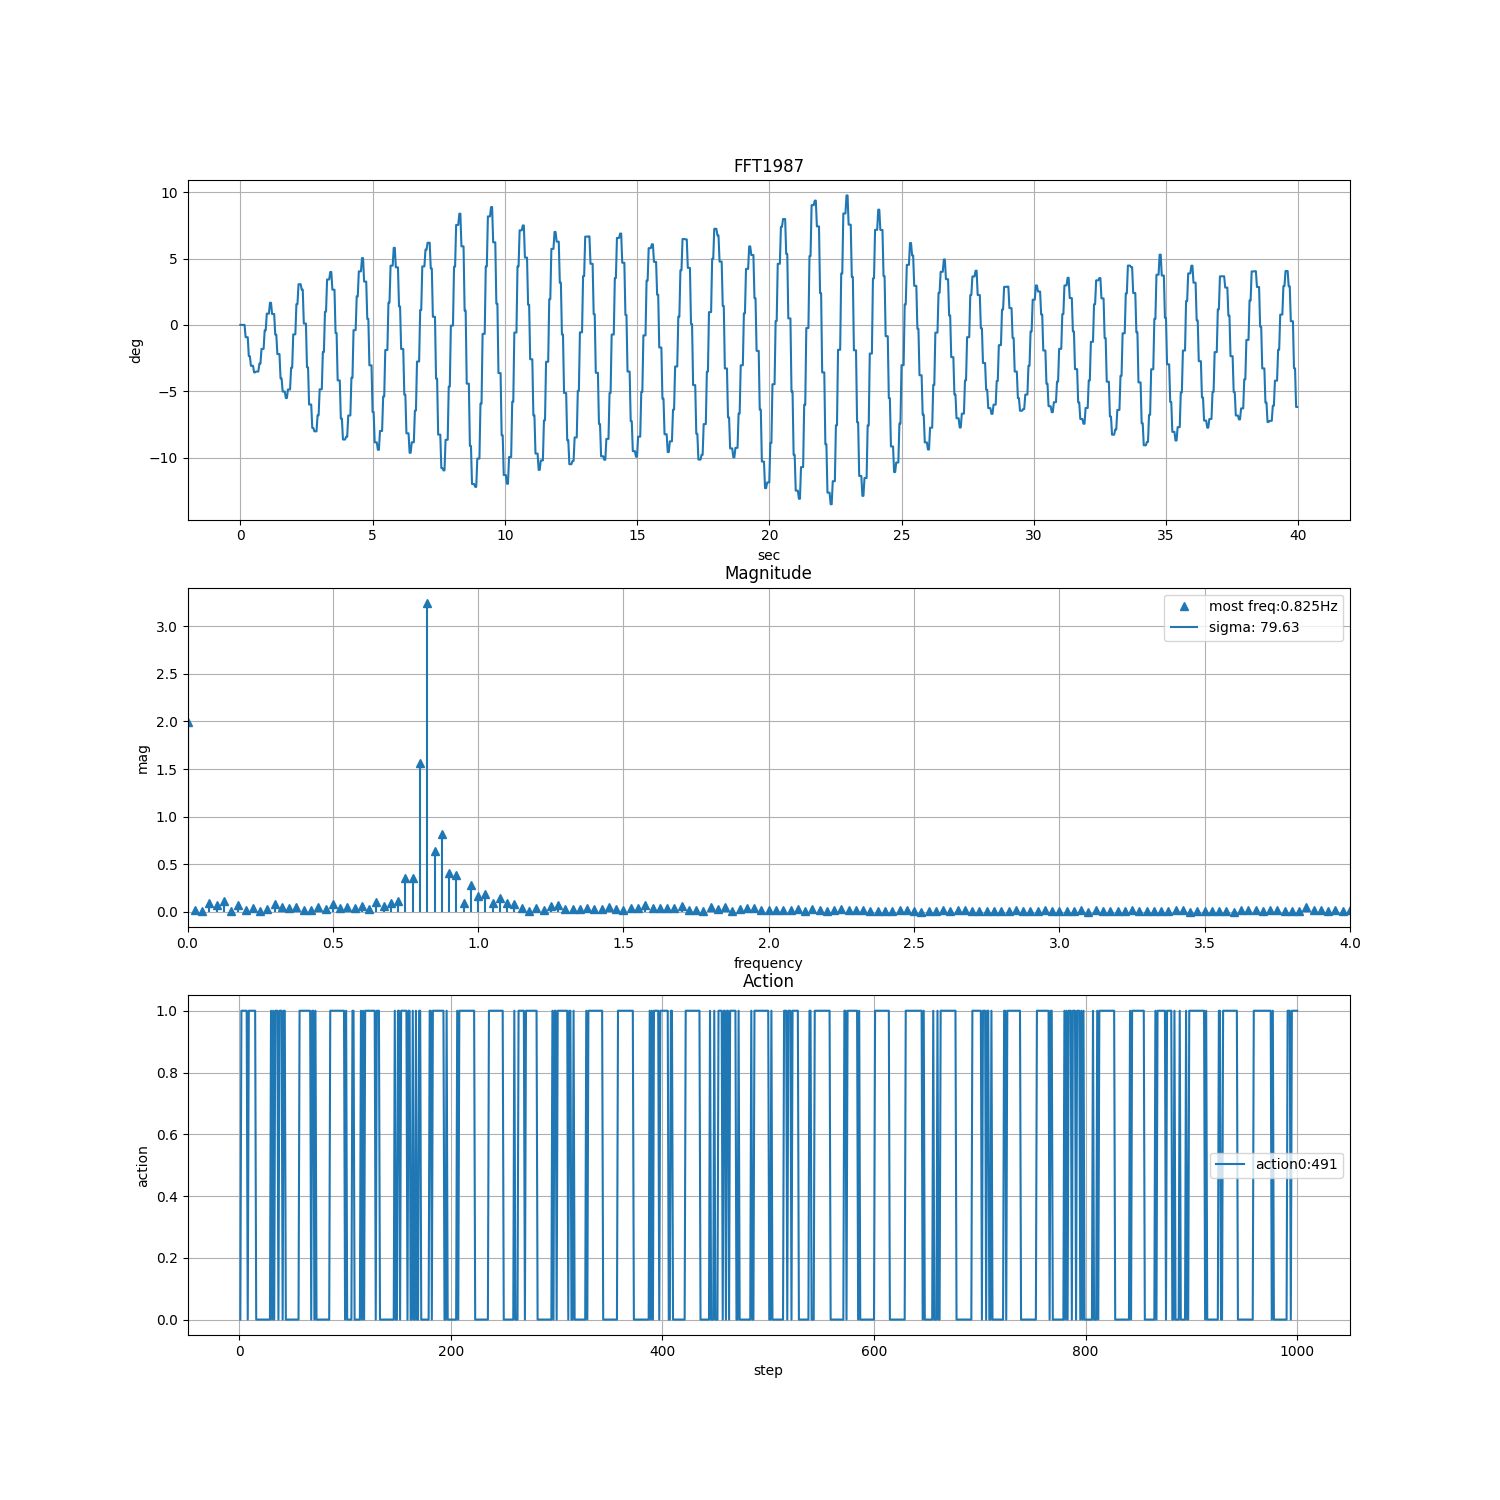 FFT1987
10
5
0
−5
−10
deg
0 5 10 15 20 25 30 35 40
sec
Magnitude
most freq:0.825Hz
sigma: 79.63
3.0
2.5
2.0
1.5
1.0
0.5
0.0
mag
0.0 0.5 1.0 1.5 2.0 2.5 3.0 3.5 4.0
frequency
Action
1.0
0.8
0.6
0.4
0.2
0.0
action
action0:491
0 200 400 600 800 1000
step